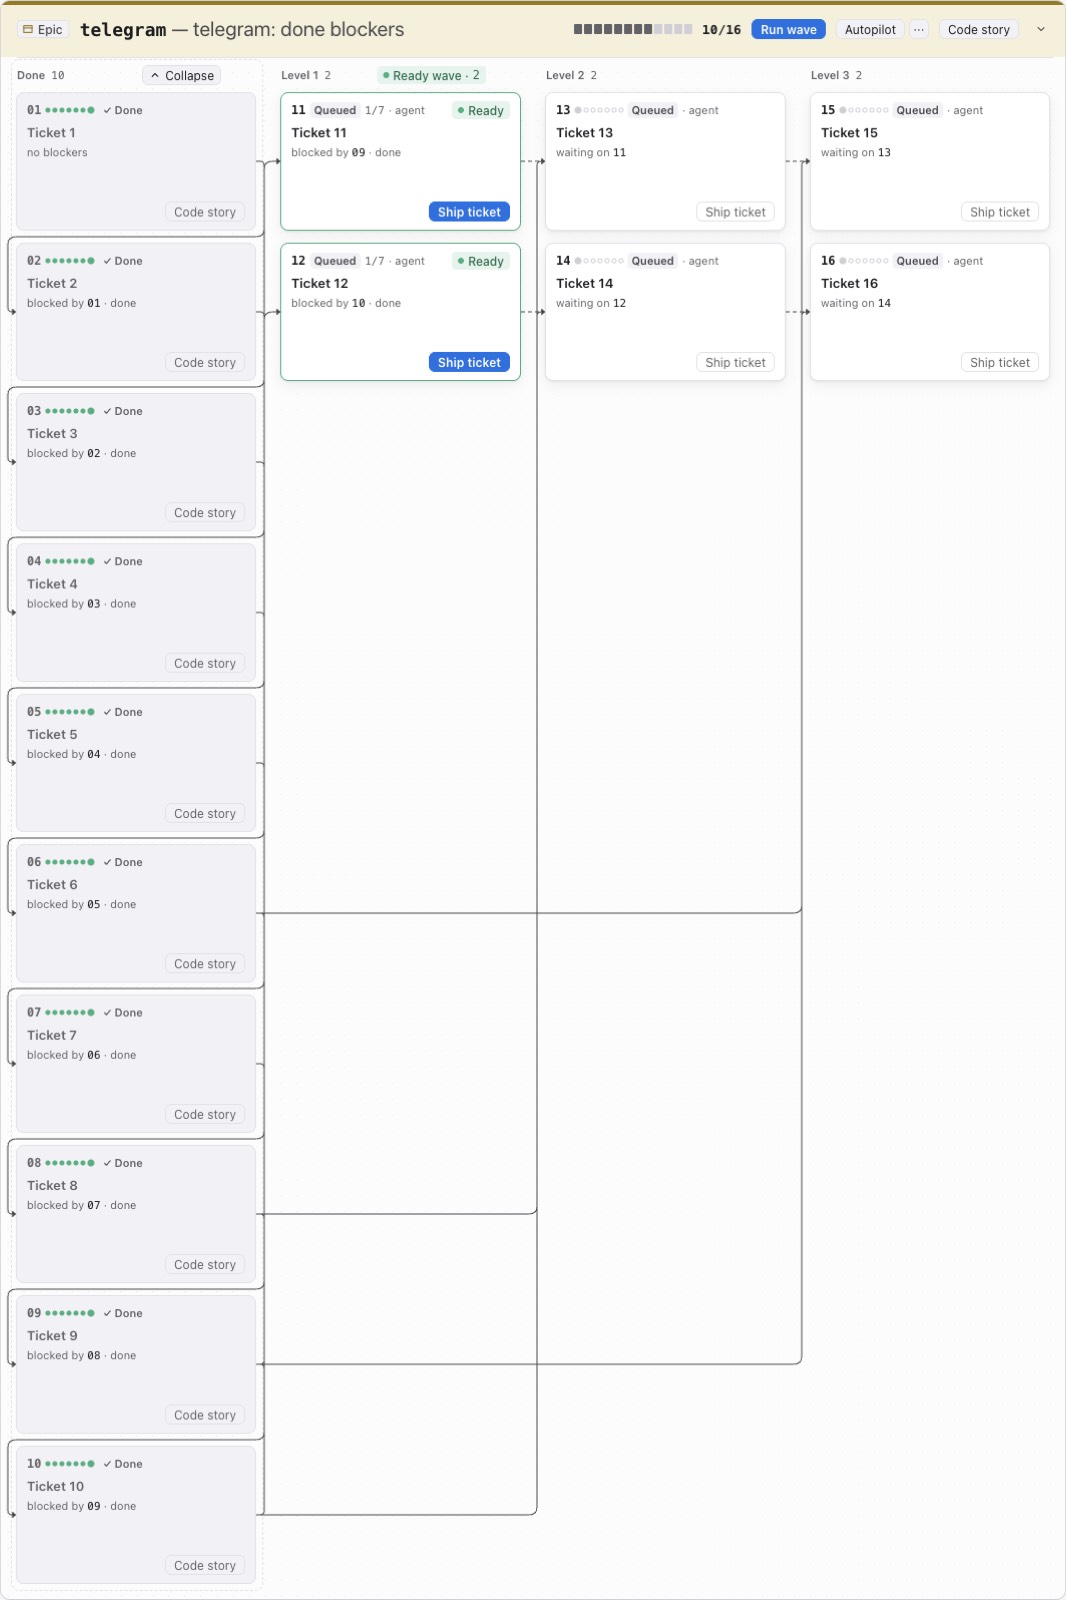 Epic telegram — telegram: done blockers 10/16 Run wave Autopilot ··· Code story
Done 10 Collapse
01 Done
Ticket 1
no blockers
Code story
02 Done
Ticket 2
blocked by 01 · done
Code story
03 Done
Ticket 3
blocked by 02 · done
Code story
04 Done
Ticket 4
blocked by 03 · done
Code story
05 Done
Ticket 5
blocked by 04 · done
Code story
06 Done
Ticket 6
blocked by 05 · done
Code story
07 Done
Ticket 7
blocked by 06 · done
Code story
08 Done
Ticket 8
blocked by 07 · done
Code story
09 Done
Ticket 9
blocked by 08 · done
Code story
10 Done
Ticket 10
blocked by 09 · done
Code story
Level 1 2 Ready wave · 2
11 Queued 1/7 · agent Ready
Ticket 11
blocked by 09 · done
Ship ticket
12 Queued 1/7 · agent Ready
Ticket 12
blocked by 10 · done
Ship ticket
Level 2 2
13 Queued · agent
Ticket 13
waiting on 11
Ship ticket
14 Queued · agent
Ticket 14
waiting on 12
Ship ticket
Level 3 2
15 Queued · agent
Ticket 15
waiting on 13
Ship ticket
16 Queued · agent
Ticket 16
waiting on 14
Ship ticket